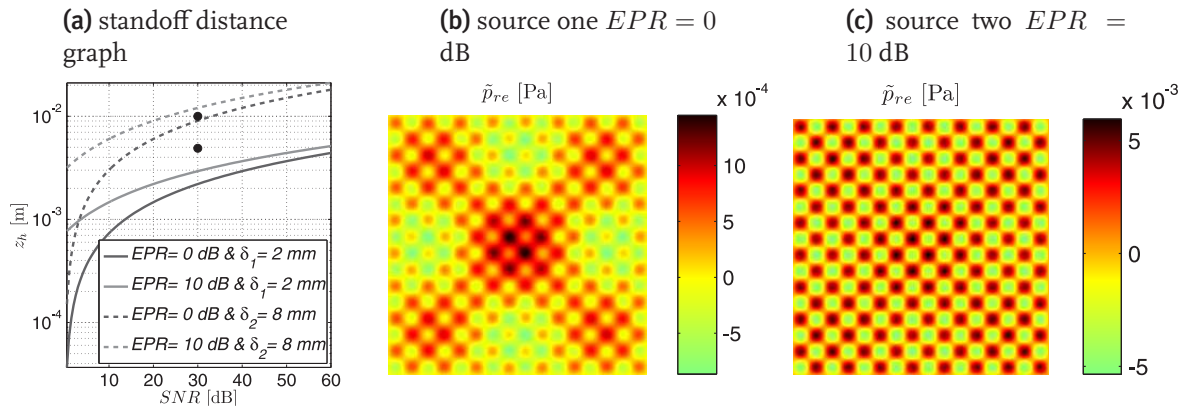 (a) standoff distance
graph
10⁻²
10⁻³
10⁻⁴
z_h [m]
EPR= 0 dB & δ_1= 2 mm
EPR= 10 dB & δ_1= 2 mm
EPR= 0 dB & δ_2= 8 mm
EPR= 10 dB & δ_2= 8 mm
10 20 30 40 50 60
SNR [dB]
(b) source one EPR = 0
dB
p̃_re [Pa]
x 10⁻⁴
10
5
0
-5
(c) source two EPR =
10 dB
p̃_re [Pa]
x 10⁻³
5
0
-5